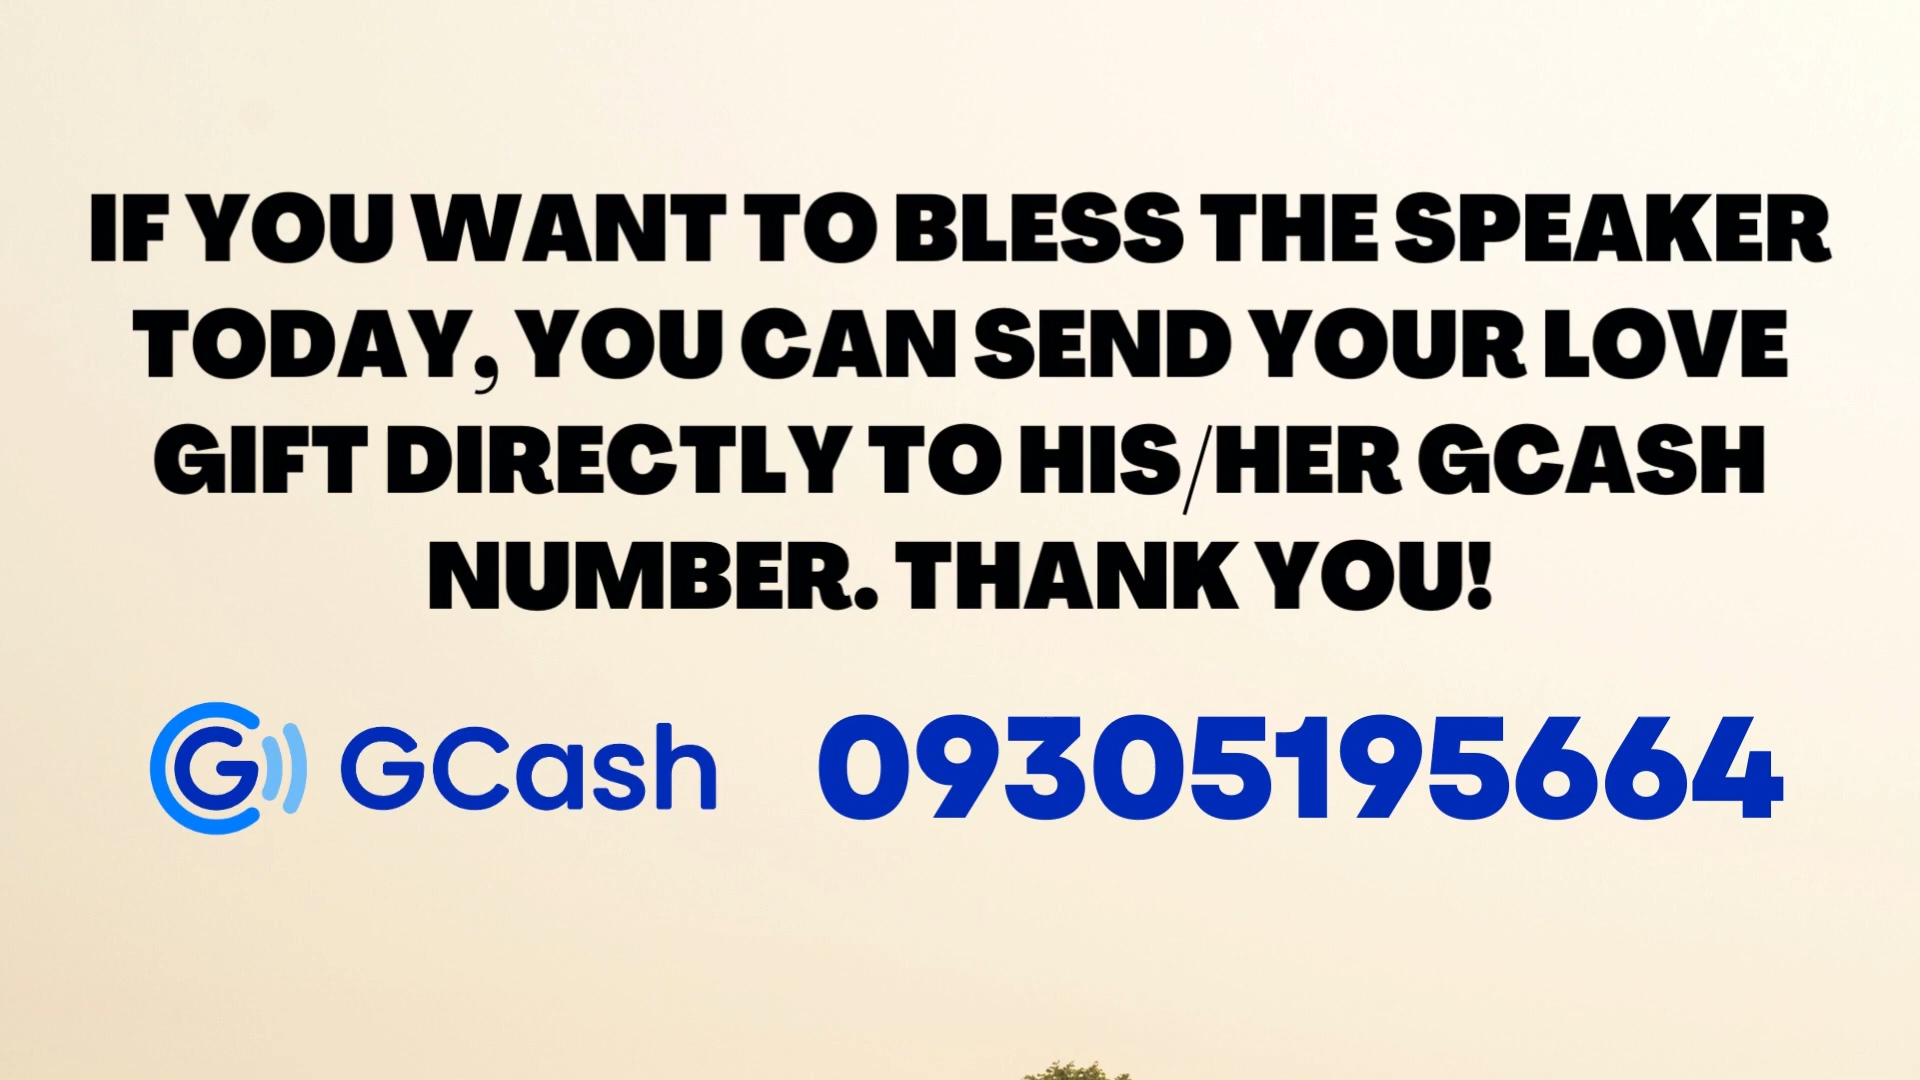 IF YOU WANT TO BLESS THE SPEAKER
TODAY, YOU CAN SEND YOUR LOVE
GIFT DIRECTLY TO HIS/HER GCASH
NUMBER. THANK YOU!
G GCash 09305195664